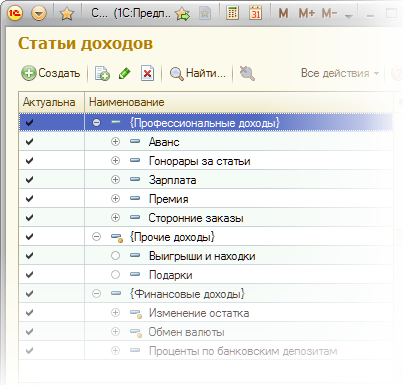 С... (1С:Предп... 31 M M+ M-
Статьи доходов
Создать Найти... Все действия
Актуальна Наименование
{Профессиональные доходы}
Аванс
Гонорары за статьи
Зарплата
Премия
Сторонние заказы
{Прочие доходы}
Выигрыши и находки
Подарки
{Финансовые доходы}
Изменение остатка
Обмен валюты
Проценты по банковским депозитам